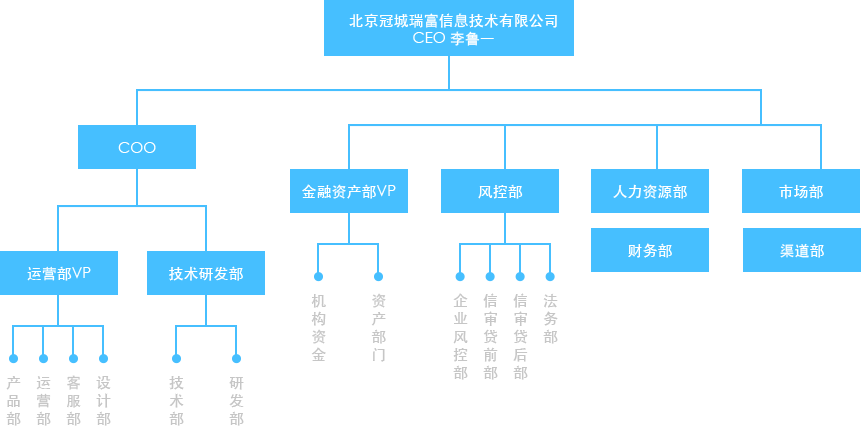 北京冠城瑞富信息技术有限公司
CEO 李鲁一
COO
金融资产部VP
风控部
人力资源部
市场部
财务部
渠道部
运营部VP
技术研发部
机构资金
资产部门
企业风控部
信审贷前部
信审贷后部
法务部
产品部
运营部
客服部
设计部
技术部
研发部